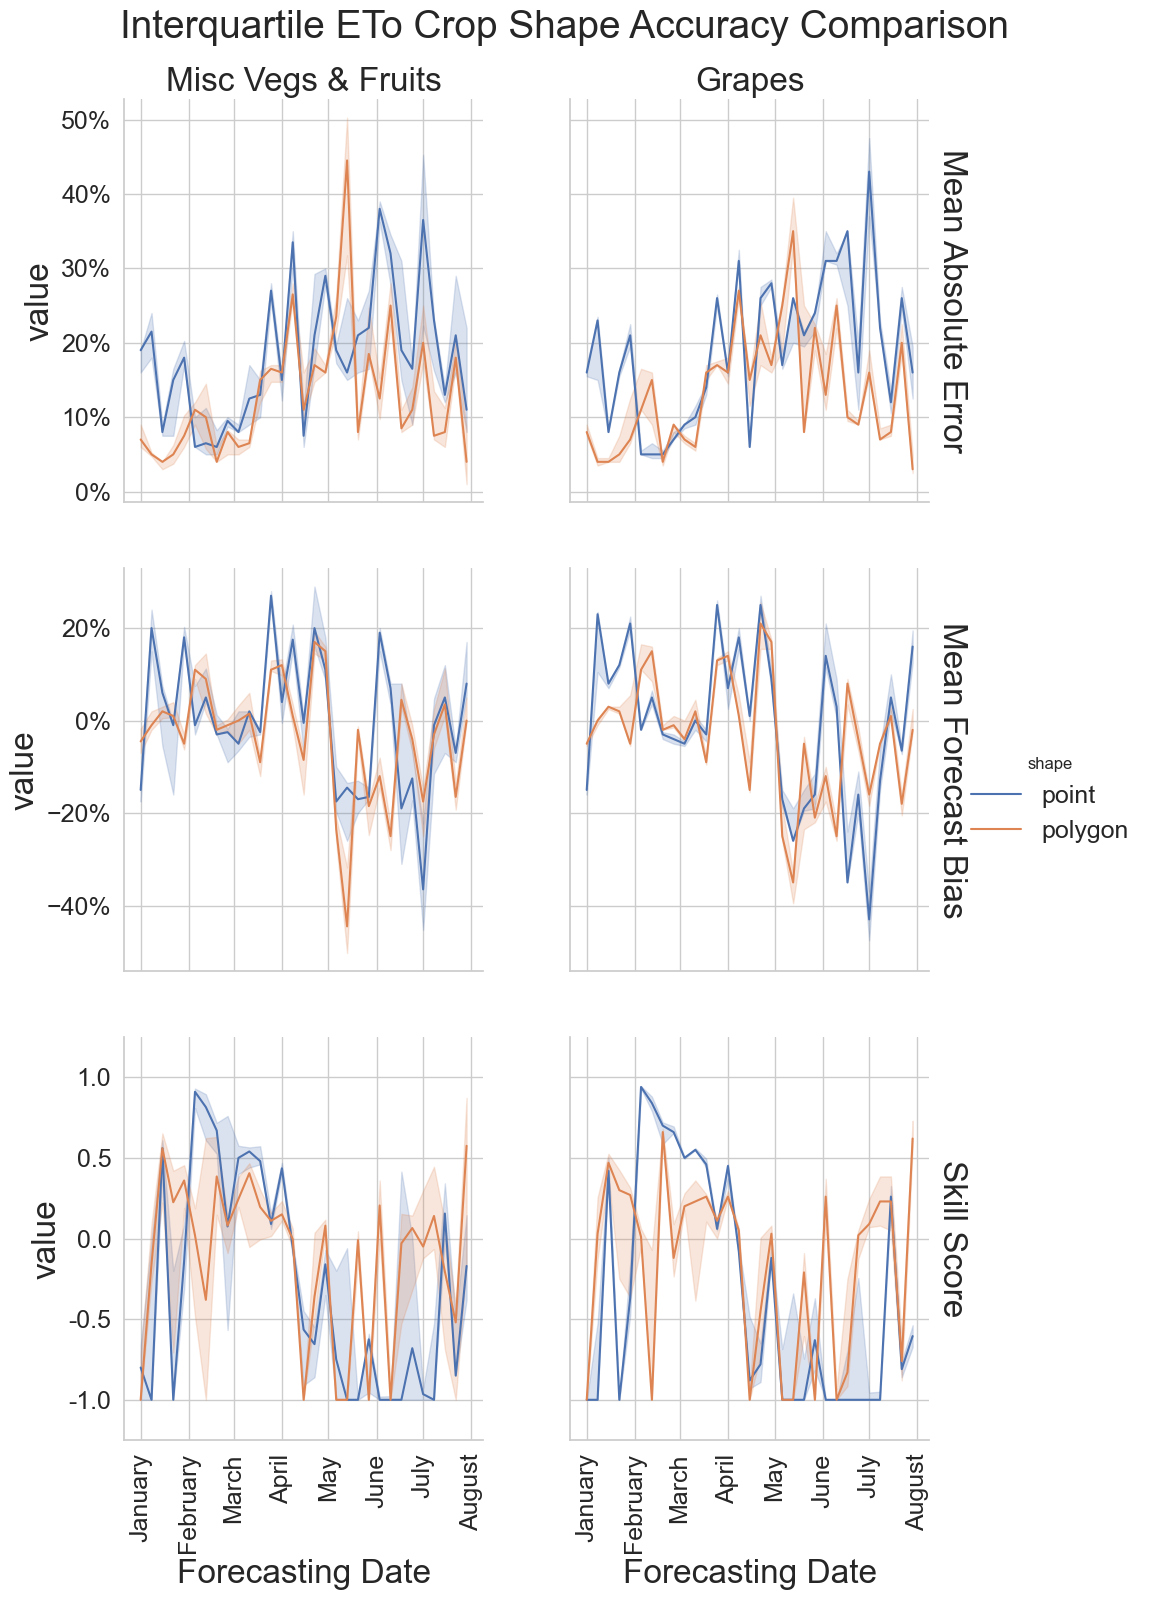 Interquartile ETo Crop Shape Accuracy Comparison
Misc Vegs & Fruits
Grapes
50%
40%
30%
20%
10%
0%
value
Mean Absolute Error
20%
0%
−20%
−40%
value
Mean Forecast Bias
shape
point
polygon
1.0
0.5
0.0
-0.5
-1.0
value
Skill Score
January
February
March
April
May
June
July
August
January
February
March
April
May
June
July
August
Forecasting Date
Forecasting Date